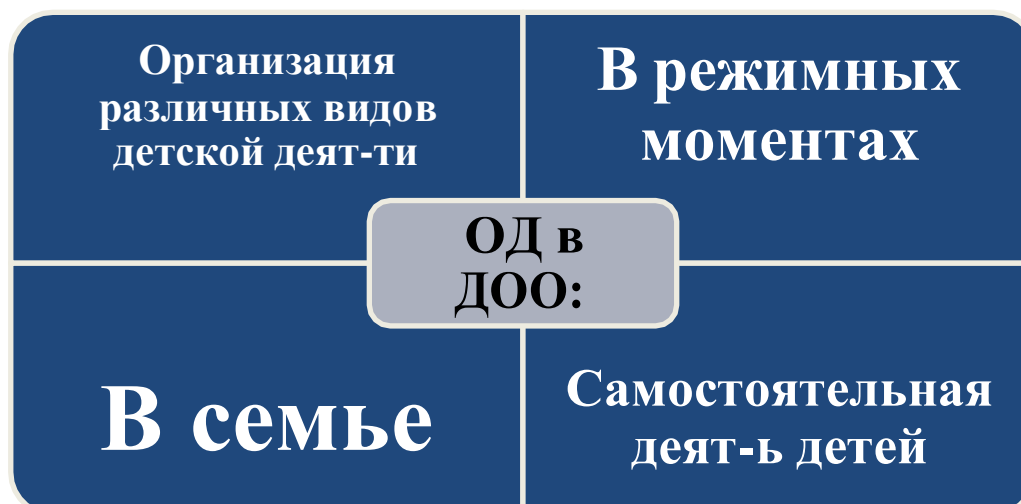 Организация
различных видов
детской деят-ти
В режимных
моментах
ОД в
ДОО:
В семье
Самостоятельная
деят-ь детей